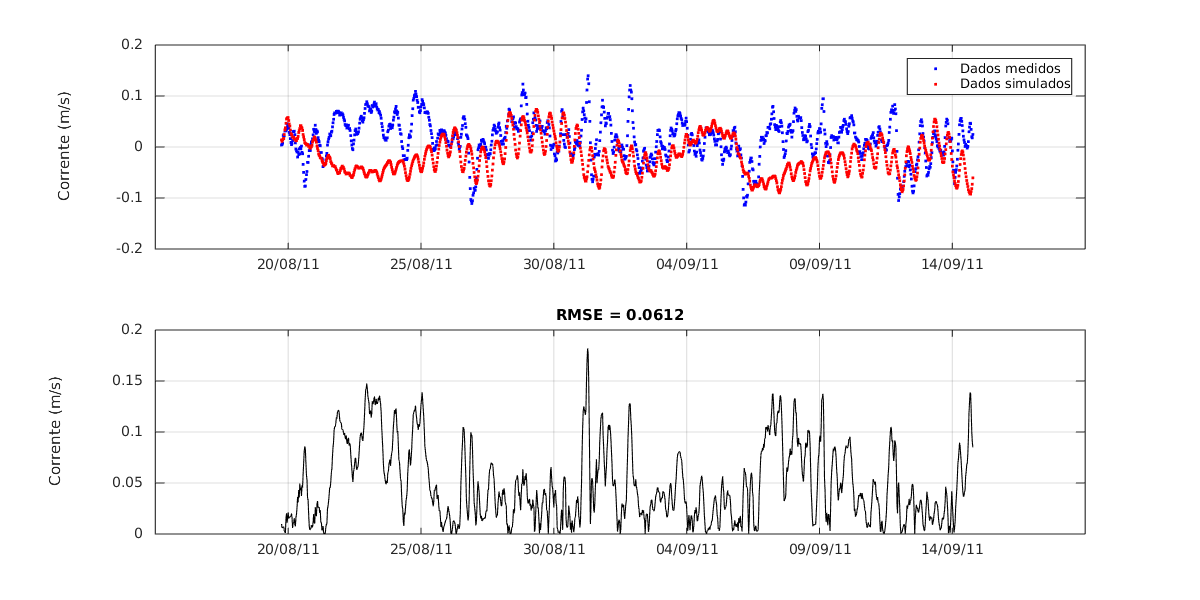 0.2
0.1
0
-0.1
-0.2
Corrente (m/s)
Dados medidos
Dados simulados
20/08/11 25/08/11 30/08/11 04/09/11 09/09/11 14/09/11
RMSE = 0.0612
0.2
0.15
0.1
0.05
0
Corrente (m/s)
20/08/11 25/08/11 30/08/11 04/09/11 09/09/11 14/09/11